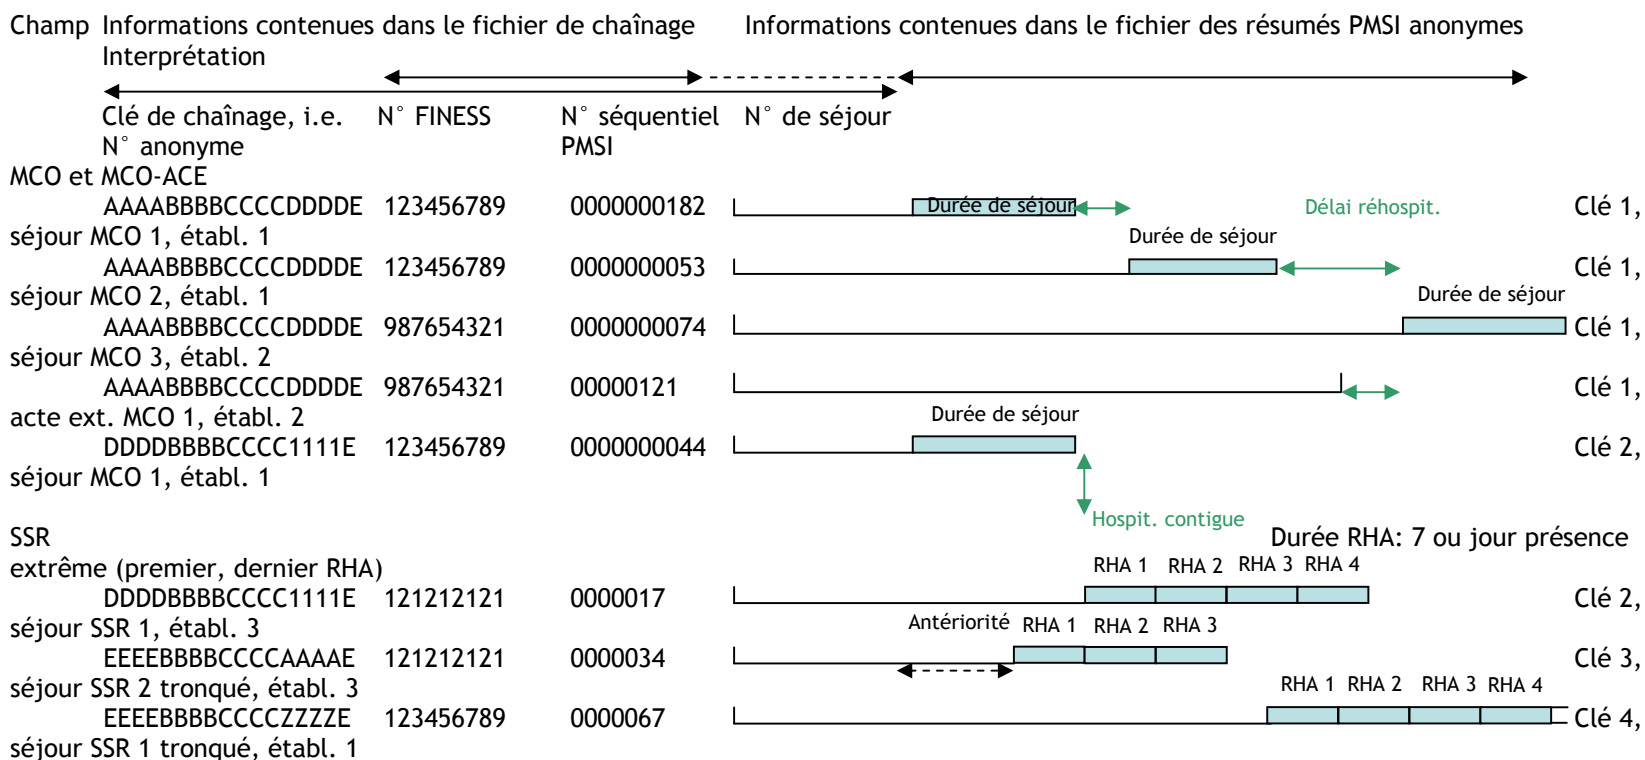 Champ Informations contenues dans le fichier de chaînage Informations contenues dans le fichier des résumés PMSI anonymes
Interprétation
Clé de chaînage, i.e. N° FINESS N° séquentiel N° de séjour
N° anonyme PMSI
MCO et MCO-ACE
AAAABBBBCCCCDDDDE 123456789 0000000182 Durée de séjour Délai réhospit. Clé 1,
séjour MCO 1, établ. 1 Durée de séjour
AAAABBBBCCCCDDDDE 123456789 0000000053 Clé 1,
séjour MCO 2, établ. 1 Durée de séjour
AAAABBBBCCCCDDDDE 987654321 0000000074 Clé 1,
séjour MCO 3, établ. 2
AAAABBBBCCCCDDDDE 987654321 00000121 Clé 1,
acte ext. MCO 1, établ. 2 Durée de séjour
DDDDBBBBCCCC1111E 123456789 0000000044 Clé 2,
séjour MCO 1, établ. 1
Hospit. contigue
SSR Durée RHA: 7 ou jour présence
extrême (premier, dernier RHA) RHA 1 RHA 2 RHA 3 RHA 4
DDDDBBBBCCCC1111E 121212121 0000017 Clé 2,
séjour SSR 1, établ. 3 Antériorité RHA 1 RHA 2 RHA 3
EEEEBBBBCCCCAAAAE 121212121 0000034 Clé 3,
séjour SSR 2 tronqué, établ. 3 RHA 1 RHA 2 RHA 3 RHA 4
EEEEBBBBCCCCZZZZE 123456789 0000067 Clé 4,
séjour SSR 1 tronqué, établ. 1